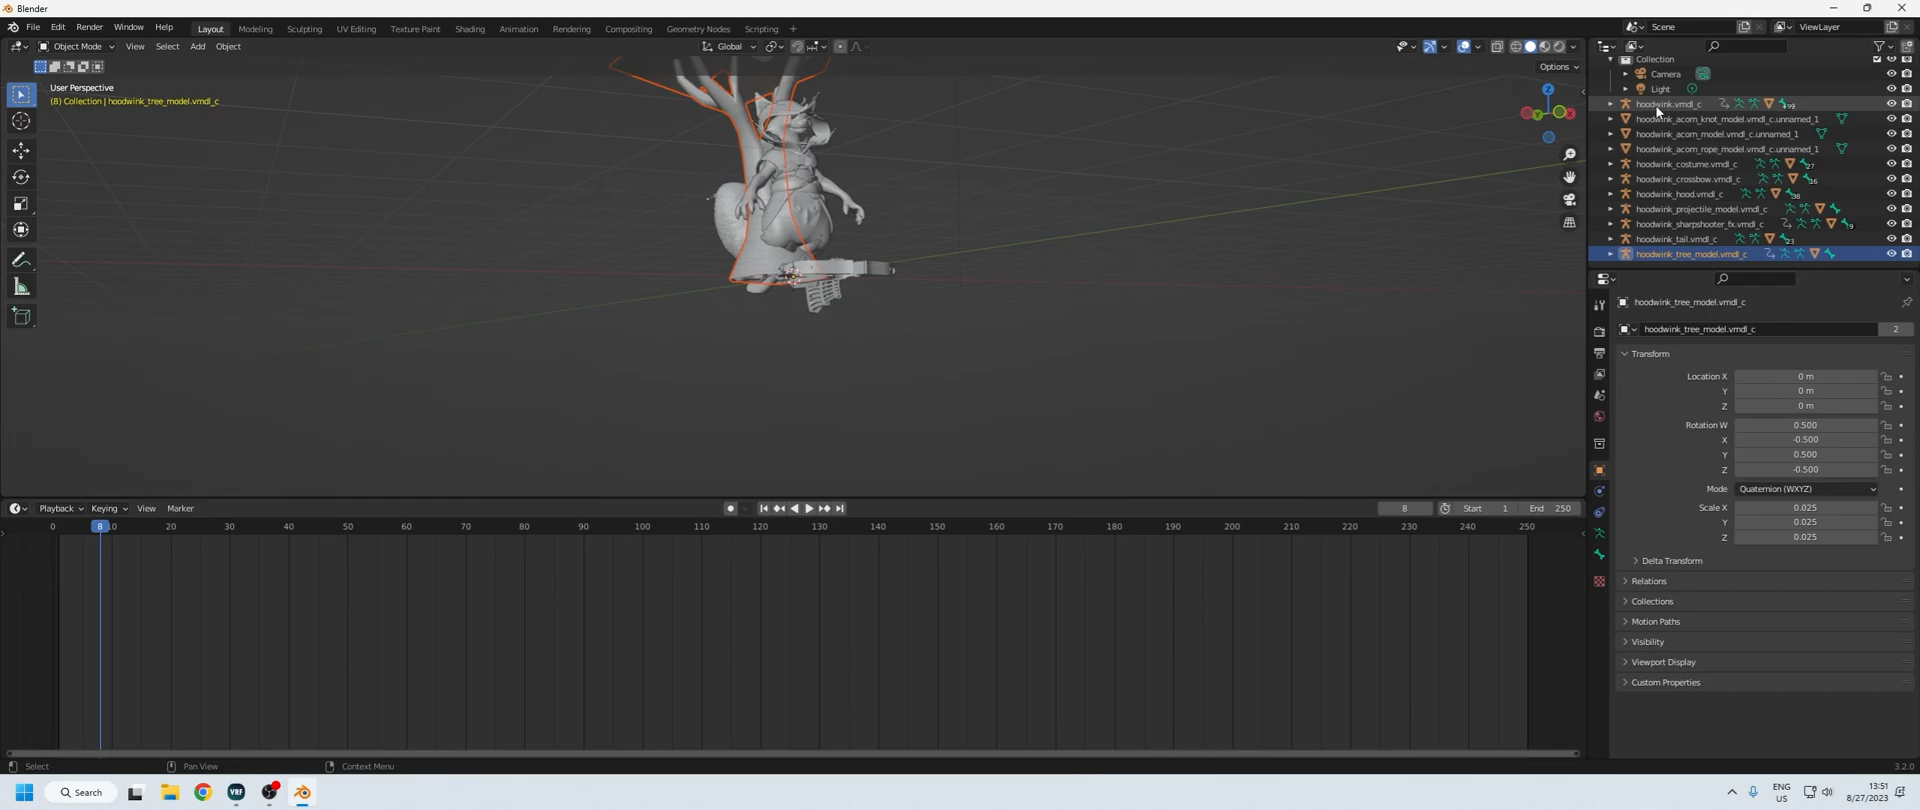 Blender
File Edit Render Window Help Layout Modeling Sculpting UV Editing Texture Paint Shading Animation Rendering Compositing Geometry Nodes Scripting + Scene ViewLayer
Object Mode View Select Add Object Global
Options
User Perspective
(8) Collection | hoodwink_tree_model.vmdl_c
Z
Y X
Collection
Camera
Light
hoodwink.vmdl_c 99
hoodwink_acorn_knot_model.vmdl_c.unnamed_1
hoodwink_acorn_model.vmdl_c.unnamed_1
hoodwink_acorn_rope_model.vmdl_c.unnamed_1
hoodwink_costume.vmdl_c 27
hoodwink_crossbow.vmdl_c 16
hoodwink_hood.vmdl_c 38
hoodwink_projectile_model.vmdl_c
hoodwink_sharpshooter_fx.vmdl_c 9
hoodwink_tail.vmdl_c 23
hoodwink_tree_model.vmdl_c
hoodwink_tree_model.vmdl_c
hoodwink_tree_model.vmdl_c 2
Transform
Location X 0 m
Y 0 m
Z 0 m
Rotation W 0.500
X -0.500
Y 0.500
Z -0.500
Mode Quaternion (WXYZ)
Scale X 0.025
Y 0.025
Z 0.025
Delta Transform
Relations
Collections
Motion Paths
Visibility
Viewport Display
Custom Properties
Playback Keying View Marker 8 Start 1 End 250
0 8 10 20 30 40 50 60 70 80 90 100 110 120 130 140 150 160 170 180 190 200 210 220 230 240 250
Select Pan View Context Menu 3.2.0
Search VRF ENG US 13:51 8/27/2023